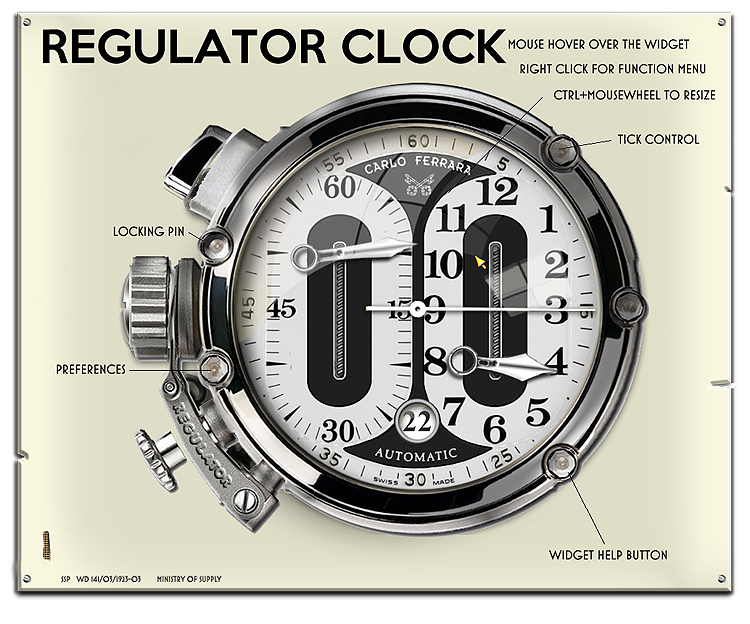 REGULATOR CLOCK
MOUSE HOVER OVER THE WIDGET
RIGHT CLICK FOR FUNCTION MENU
CTRL+MOUSEWHEEL TO RESIZE
TICK CONTROL
LOCKING PIN
PREFERENCES
WIDGET HELP BUTTON
60
55
5
CARLO FERRARA
60
12
11
1
10
2
45
45
15
9
3
15
8
4
7
5
6
30
22
AUTOMATIC
35
25
SWISS 30 MADE
REGULATOR
SSP WD 141/03/1923-03 MINISTRY OF SUPPLY